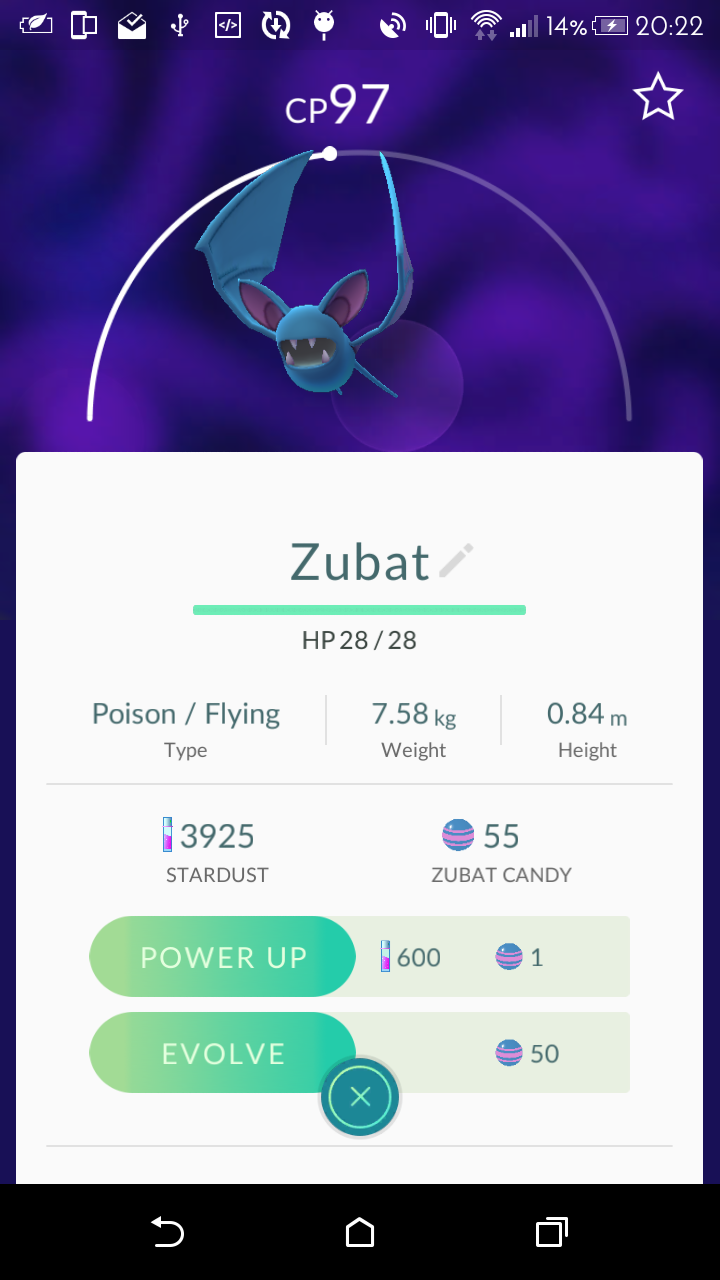 14% 20:22
CP97
Zubat
HP 28 / 28
Poison / Flying 7.58 kg 0.84 m
Type Weight Height
3925 55
STARDUST ZUBAT CANDY
POWER UP 600 1
EVOLVE 50